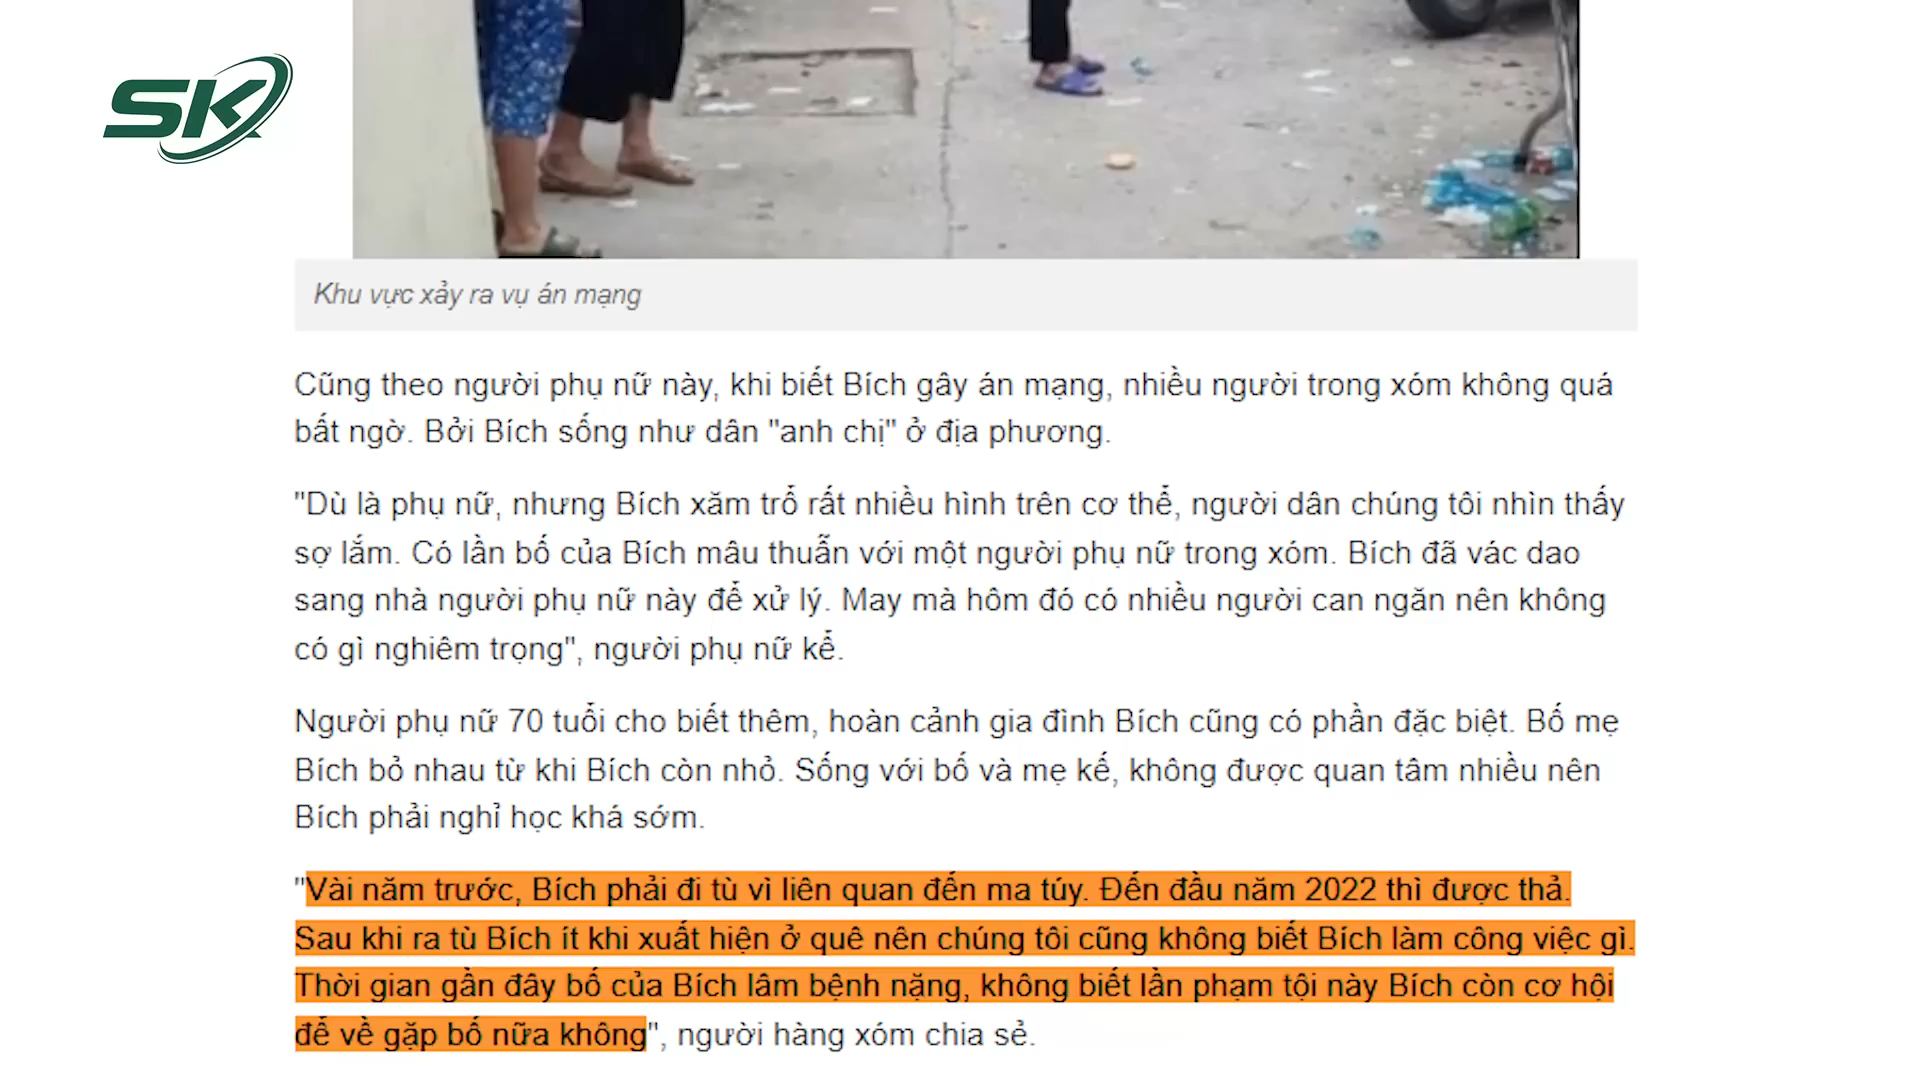 SK
Khu vực xảy ra vụ án mạng
Cũng theo người phụ nữ này, khi biết Bích gây án mạng, nhiều người trong xóm không quá
bất ngờ. Bởi Bích sống như dân "anh chị" ở địa phương.
"Dù là phụ nữ, nhưng Bích xăm trổ rất nhiều hình trên cơ thể, người dân chúng tôi nhìn thấy
sợ lắm. Có lần bố của Bích mâu thuẫn với một người phụ nữ trong xóm. Bích đã vác dao
sang nhà người phụ nữ này để xử lý. May mà hôm đó có nhiều người can ngăn nên không
có gì nghiêm trọng", người phụ nữ kể.
Người phụ nữ 70 tuổi cho biết thêm, hoàn cảnh gia đình Bích cũng có phần đặc biệt. Bố mẹ
Bích bỏ nhau từ khi Bích còn nhỏ. Sống với bố và mẹ kế, không được quan tâm nhiều nên
Bích phải nghỉ học khá sớm.
"Vài năm trước, Bích phải đi tù vì liên quan đến ma túy. Đến đầu năm 2022 thì được thả.
Sau khi ra tù Bích ít khi xuất hiện ở quê nên chúng tôi cũng không biết Bích làm công việc gì.
Thời gian gần đây bố của Bích lâm bệnh nặng, không biết lần phạm tội này Bích còn cơ hội
để về gặp bố nữa không", người hàng xóm chia sẻ.